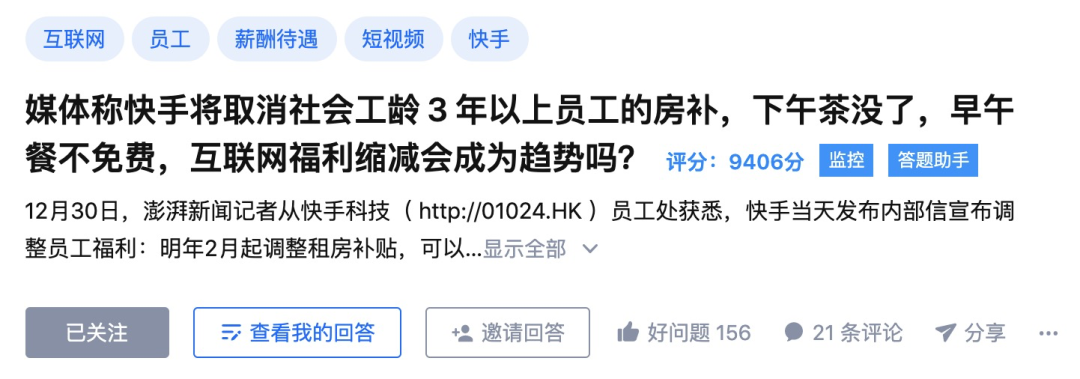 互联网 员工 薪酬待遇 短视频 快手
媒体称快手将取消社会工龄 3 年以上员工的房补，下午茶没了，早午
餐不免费，互联网福利缩减会成为趋势吗？ 评分：9406分 监控 答题助手
12月30日，澎湃新闻记者从快手科技（ http://01024.HK ）员工处获悉，快手当天发布内部信宣布调
整员工福利：明年2月起调整租房补贴，可以...显示全部
已关注 查看我的回答 邀请回答 好问题 156 21 条评论 分享 ...